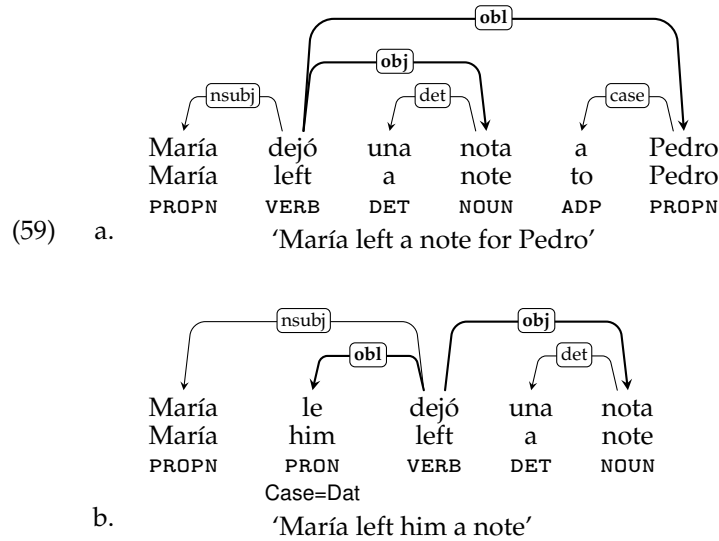 obl
obj
nsubj det case
María dejó una nota a Pedro
María left a note to Pedro
PROPN VERB DET NOUN ADP PROPN
(59) a. 'María left a note for Pedro'
nsubj obj
obl det
María le dejó una nota
María him left a note
PROPN PRON VERB DET NOUN
Case=Dat
b. 'María left him a note'